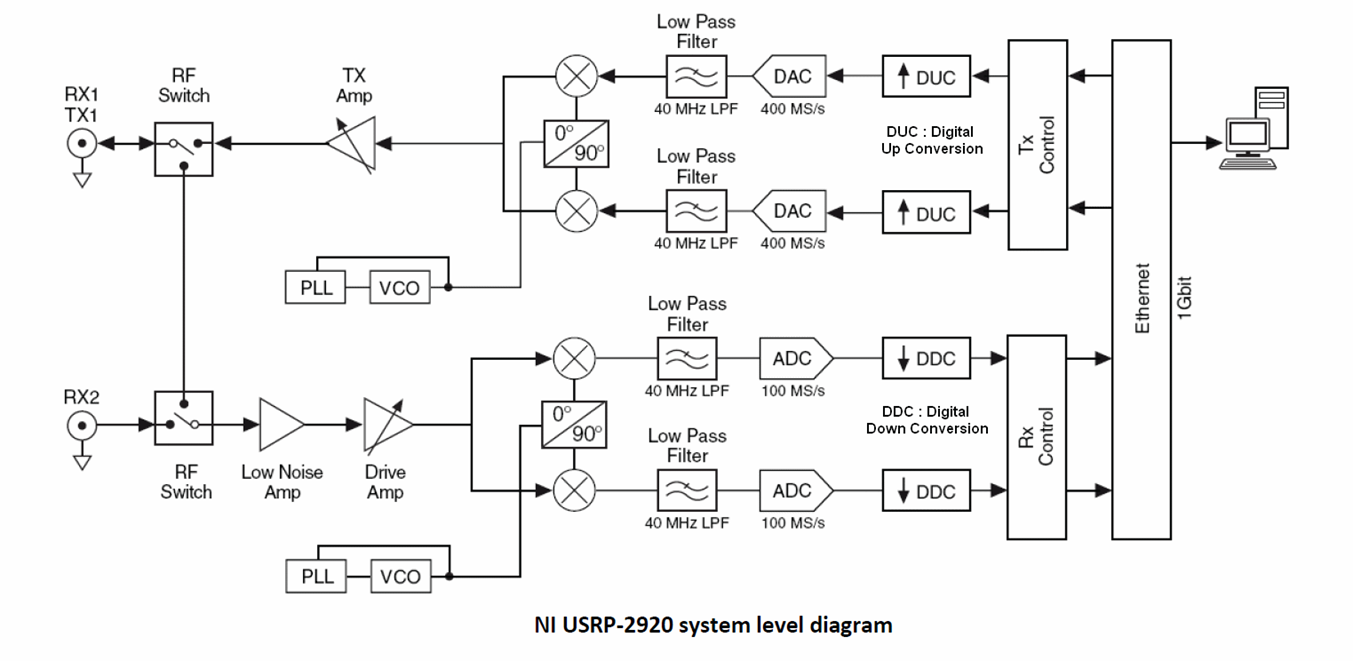 Low Pass
Filter
RF
Switch
TX
Amp
RX1
TX1
DAC
DUC
40 MHz LPF
400 MS/s
0°
90°
DUC : Digital
Up Conversion
Tx
Control
Low Pass
Filter
DAC
DUC
40 MHz LPF
400 MS/s
PLL
VCO
Ethernet
1Gbit
Low Pass
Filter
ADC
DDC
40 MHz LPF
100 MS/s
RX2
0°
90°
DDC : Digital
Down Conversion
Rx
Control
Low Pass
Filter
RF
Switch
Low Noise
Amp
Drive
Amp
ADC
DDC
40 MHz LPF
100 MS/s
PLL
VCO
NI USRP-2920 system level diagram